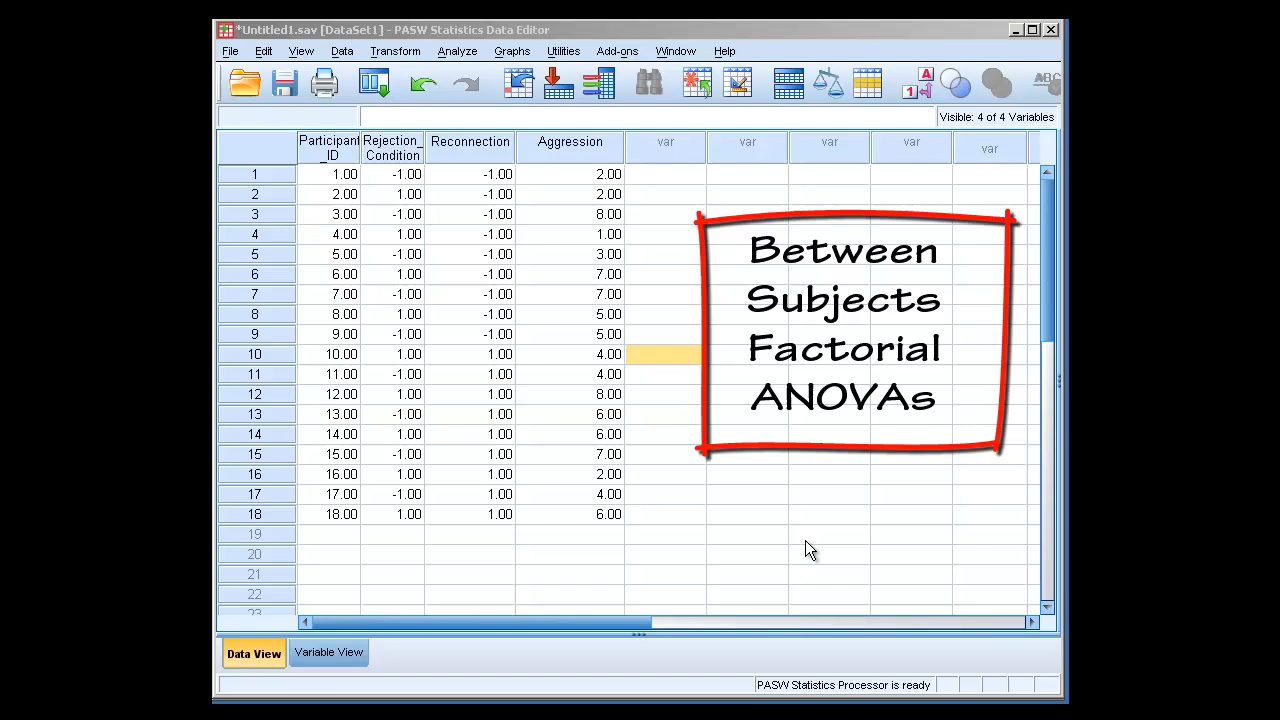 *Untitled1.sav [DataSet1] - PASW Statistics Data Editor
File Edit View Data Transform Analyze Graphs Utilities Add-ons Window Help
A
1
ABC
Visible: 4 of 4 Variables
Participant_ID Rejection_Condition Reconnection Aggression var var var var var
1 1.00 -1.00 -1.00 2.00
2 2.00 1.00 -1.00 2.00
3 3.00 -1.00 -1.00 8.00
4 4.00 1.00 -1.00 1.00
5 5.00 -1.00 -1.00 3.00
6 6.00 1.00 -1.00 7.00
7 7.00 -1.00 -1.00 7.00
8 8.00 1.00 -1.00 5.00
9 9.00 -1.00 -1.00 5.00
10 10.00 1.00 1.00 4.00
11 11.00 -1.00 1.00 4.00
12 12.00 1.00 1.00 8.00
13 13.00 -1.00 1.00 6.00
14 14.00 1.00 1.00 6.00
15 15.00 -1.00 1.00 7.00
16 16.00 1.00 1.00 2.00
17 17.00 -1.00 1.00 4.00
18 18.00 1.00 1.00 6.00
19
20
21
22
23
Between
Subjects
Factorial
ANOVAs
Data View Variable View
PASW Statistics Processor is ready